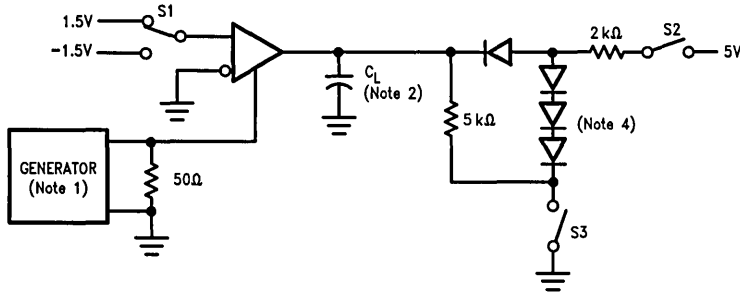 1.5V
S1
−1.5V
C_L
(Note 2)
2 kΩ
S2
5V
5 kΩ
(Note 4)
GENERATOR
(Note 1)
50Ω
S3